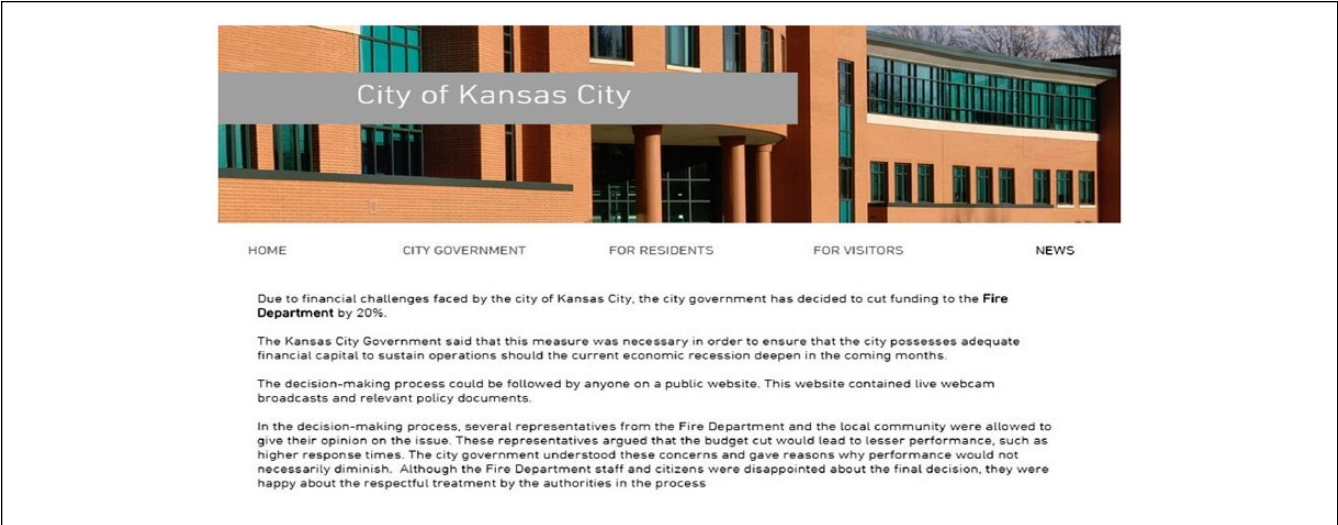 City of Kansas City
HOME CITY GOVERNMENT FOR RESIDENTS FOR VISITORS NEWS
Due to financial challenges faced by the city of Kansas City, the city government has decided to cut funding to the Fire
Department by 20%.
The Kansas City Government said that this measure was necessary in order to ensure that the city possesses adequate
financial capital to sustain operations should the current economic recession deepen in the coming months.
The decision-making process could be followed by anyone on a public website. This website contained live webcam
broadcasts and relevant policy documents.
In the decision-making process, several representatives from the Fire Department and the local community were allowed to
give their opinion on the issue. These representatives argued that the budget cut would lead to lesser performance, such as
higher response times. The city government understood these concerns and gave reasons why performance would not
necessarily diminish. Although the Fire Department staff and citizens were disappointed about the final decision, they were
happy about the respectful treatment by the authorities in the process